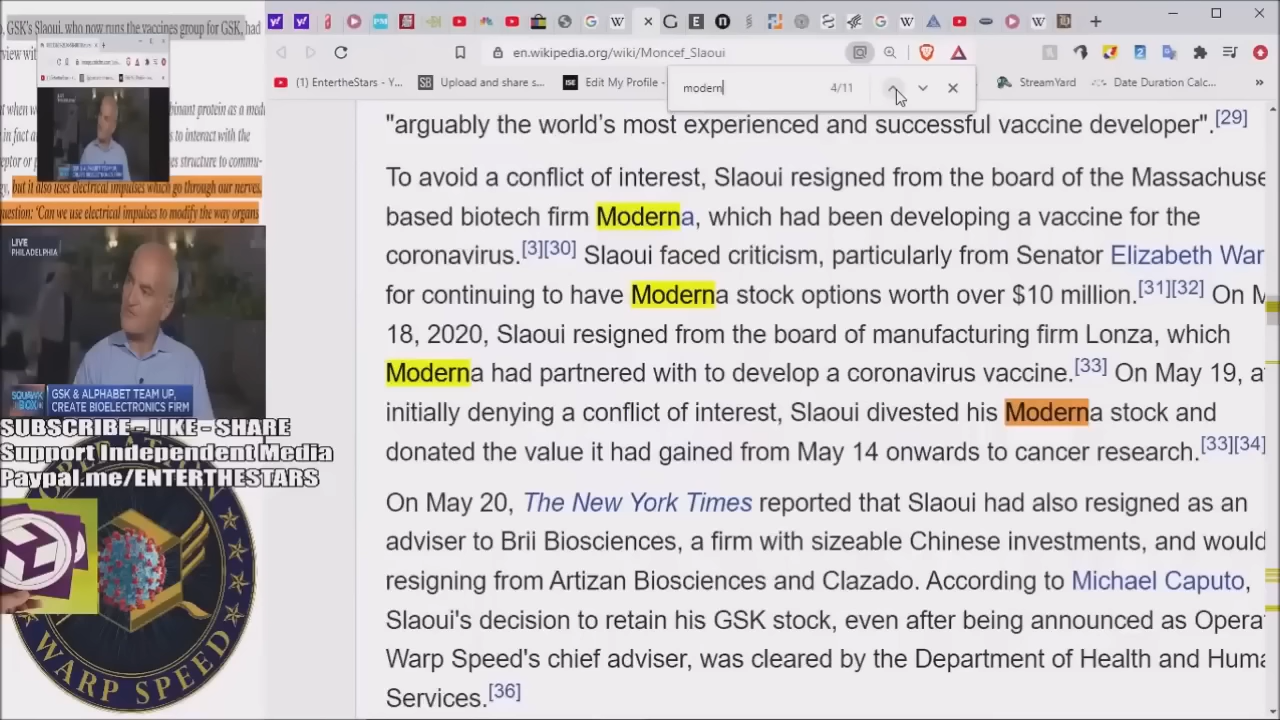 GSK's Slaoui, who now runs the vaccines group for GSK, had
but it also uses electrical impulses which go through our nerves.
question: 'Can we use electrical impulses to modify the way organs
LIVE
PHILADELPHIA
SQUAWK
BOX
GSK & ALPHABET TEAM UP,
CREATE BIOELECTRONICS FIRM
SUBSCRIBE - LIKE - SHARE
Support Independent Media
Paypal.me/ENTERTHESTARS
OPERATION
WARP SPEED
en.wikipedia.org/wiki/Moncef_Slaoui
(1) EntertheStars - Y...
Upload and share s...
Edit My Profile -
StreamYard
Date Duration Calc...
modern
4/11
"arguably the world's most experienced and successful vaccine developer".[29]
To avoid a conflict of interest, Slaoui resigned from the board of the Massachuse
based biotech firm Moderna, which had been developing a vaccine for the
coronavirus.[3][30] Slaoui faced criticism, particularly from Senator Elizabeth War
for continuing to have Moderna stock options worth over $10 million.[31][32] On M
18, 2020, Slaoui resigned from the board of manufacturing firm Lonza, which
Moderna had partnered with to develop a coronavirus vaccine.[33] On May 19, a
initially denying a conflict of interest, Slaoui divested his Moderna stock and
donated the value it had gained from May 14 onwards to cancer research.[33][34]
On May 20, The New York Times reported that Slaoui had also resigned as an
adviser to Brii Biosciences, a firm with sizeable Chinese investments, and would
resigning from Artizan Biosciences and Clazado. According to Michael Caputo,
Slaoui's decision to retain his GSK stock, even after being announced as Opera
Warp Speed's chief adviser, was cleared by the Department of Health and Huma
Services.[36]